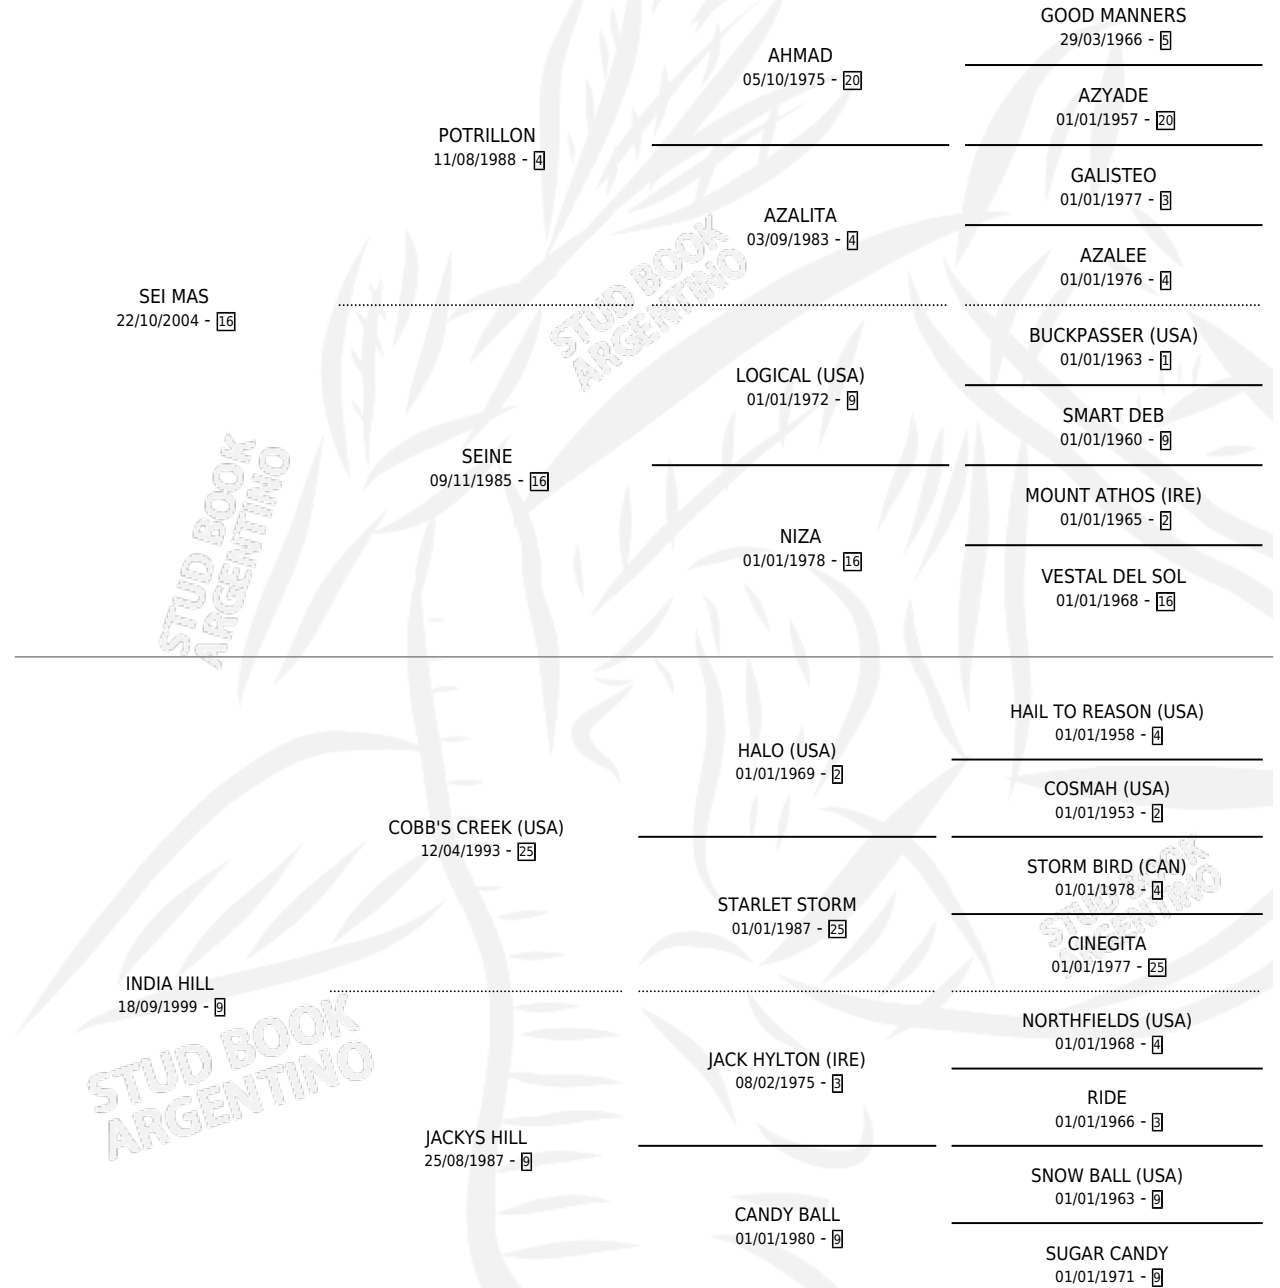 GOOD MANNERS
29/03/1966 - 5
AHMAD
05/10/1975 - 20
AZYADE
01/01/1957 - 20
POTRILLON
11/08/1988 - 4
GALISTEO
01/01/1977 - 3
AZALITA
03/09/1983 - 4
AZALEE
01/01/1976 - 4
SEI MAS
22/10/2004 - 16
STUD BOOK
ARGENTINO
BUCKPASSER (USA)
01/01/1963 - 1
LOGICAL (USA)
01/01/1972 - 9
SMART DEB
01/01/1960 - 9
SEINE
09/11/1985 - 16
MOUNT ATHOS (IRE)
01/01/1965 - 2
NIZA
01/01/1978 - 16
VESTAL DEL SOL
01/01/1968 - 16
STUD BOOK
ARGENTINO
HAIL TO REASON (USA)
01/01/1958 - 4
HALO (USA)
01/01/1969 - 2
COSMAH (USA)
01/01/1953 - 2
COBB'S CREEK (USA)
12/04/1993 - 25
STORM BIRD (CAN)
01/01/1978 - 4
STARLET STORM
01/01/1987 - 25
STUD BOOK
ARGENTINO
CINEGITA
01/01/1977 - 25
INDIA HILL
18/09/1999 - 9
STUD BOOK
ARGENTINO
NORTHFIELDS (USA)
01/01/1968 - 4
JACK HYLTON (IRE)
08/02/1975 - 3
RIDE
01/01/1966 - 3
JACKYS HILL
25/08/1987 - 9
SNOW BALL (USA)
01/01/1963 - 9
CANDY BALL
01/01/1980 - 9
SUGAR CANDY
01/01/1971 - 9